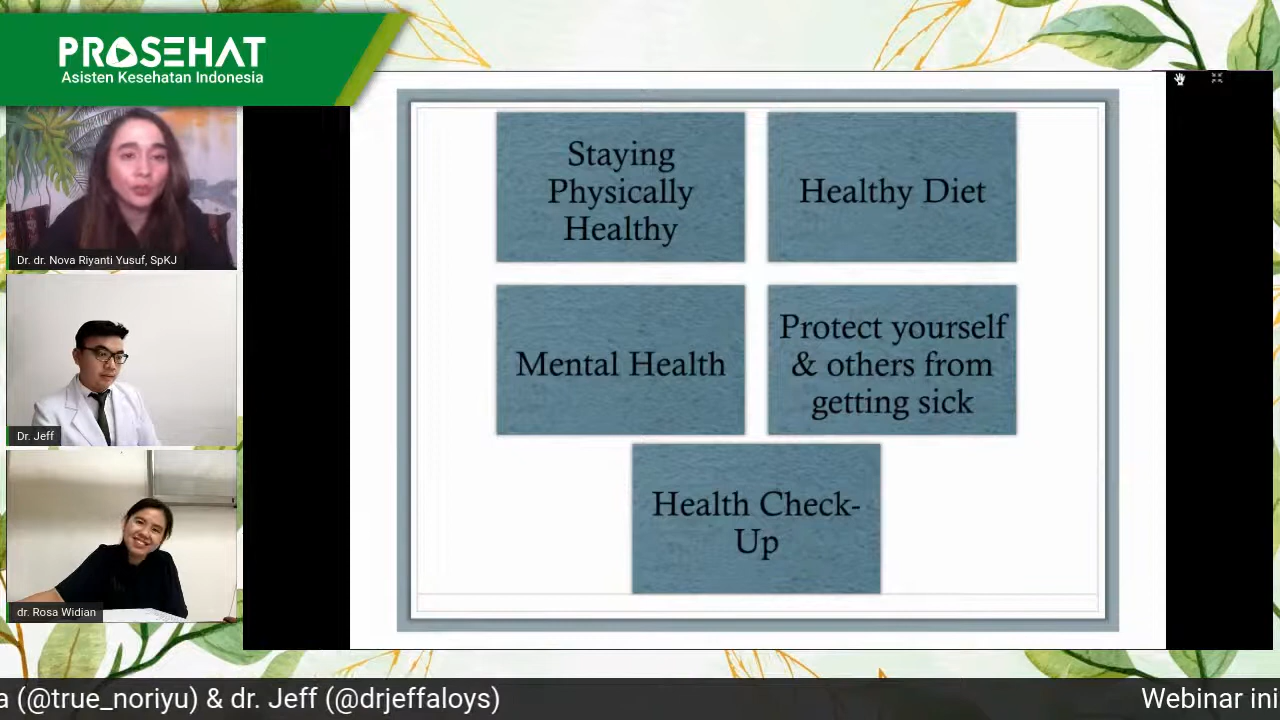 PROSEHAT
Asisten Kesehatan Indonesia
Dr. dr. Nova Riyanti Yusuf, SpKJ
Dr. Jeff
dr. Rosa Widian
Staying
Physically
Healthy
Healthy Diet
Mental Health
Protect yourself
& others from
getting sick
Health Check-
Up
a (@true_noriyu) & dr. Jeff (@drjeffaloys)
Webinar ini